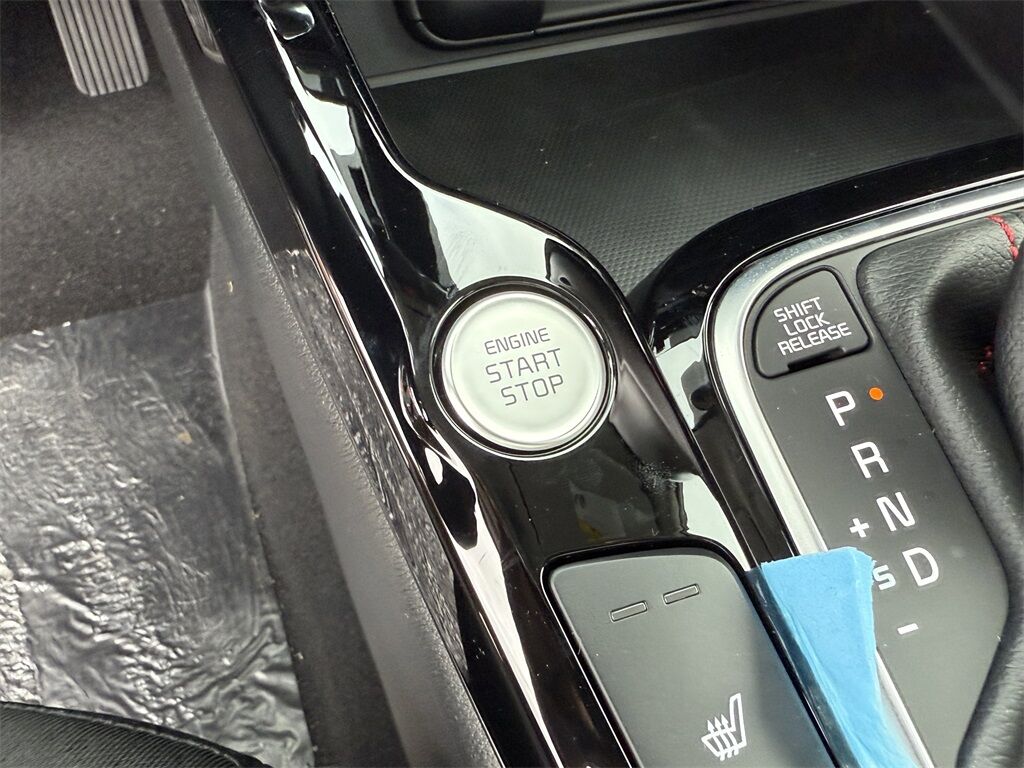 ENGINE
START
STOP
SHIFT
LOCK
RELEASE
P
R
N
+
S D
-